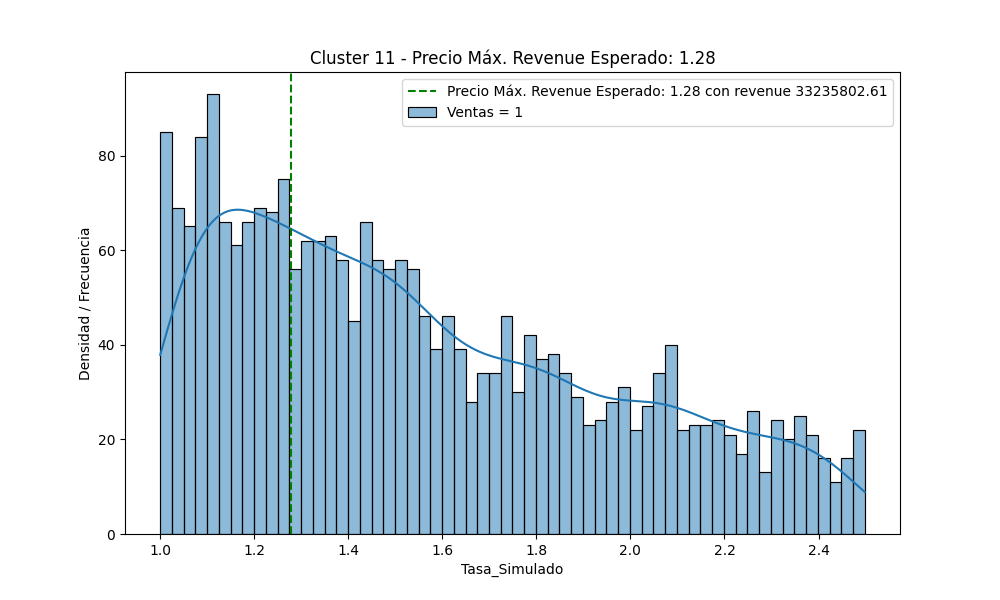 Cluster 11 - Precio Máx. Revenue Esperado: 1.28
Precio Máx. Revenue Esperado: 1.28 con revenue 33235802.61
Ventas = 1
Densidad / Frecuencia
80
60
40
20
0
1.0 1.2 1.4 1.6 1.8 2.0 2.2 2.4
Tasa_Simulado